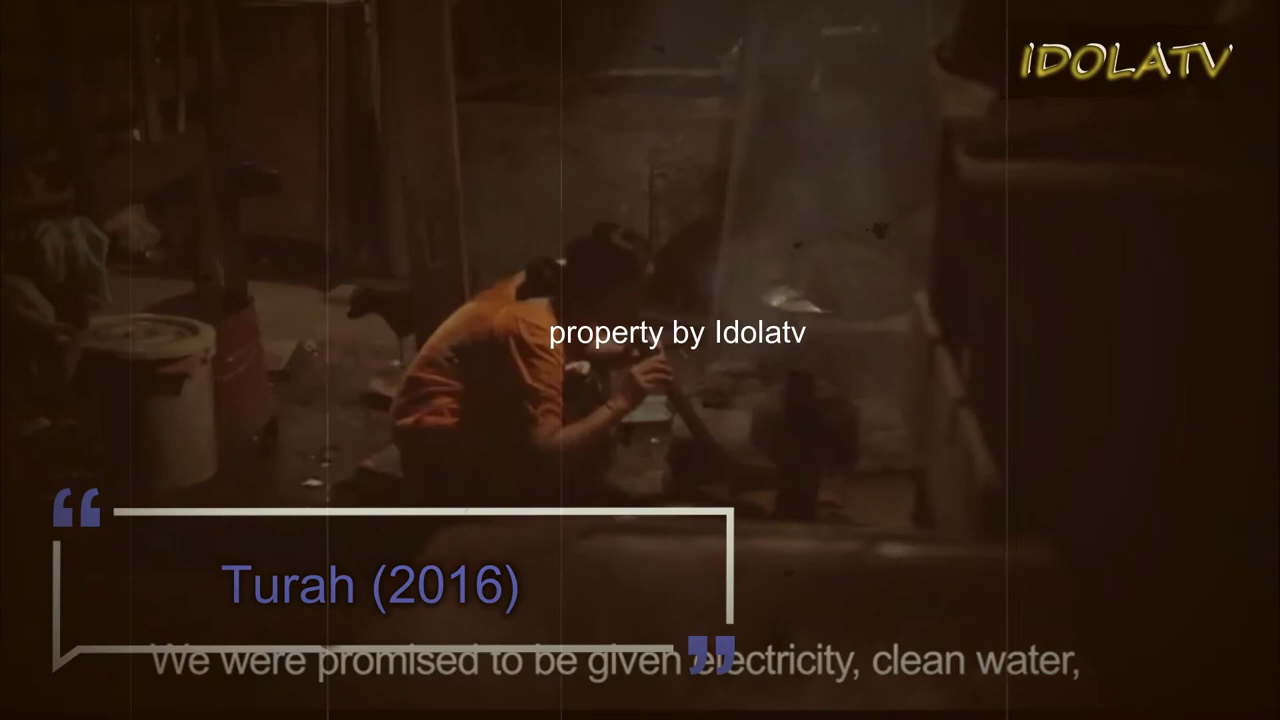 IDOLATV
property by Idolatv
“
Turah (2016)
”
We were promised to be given electricity, clean water,